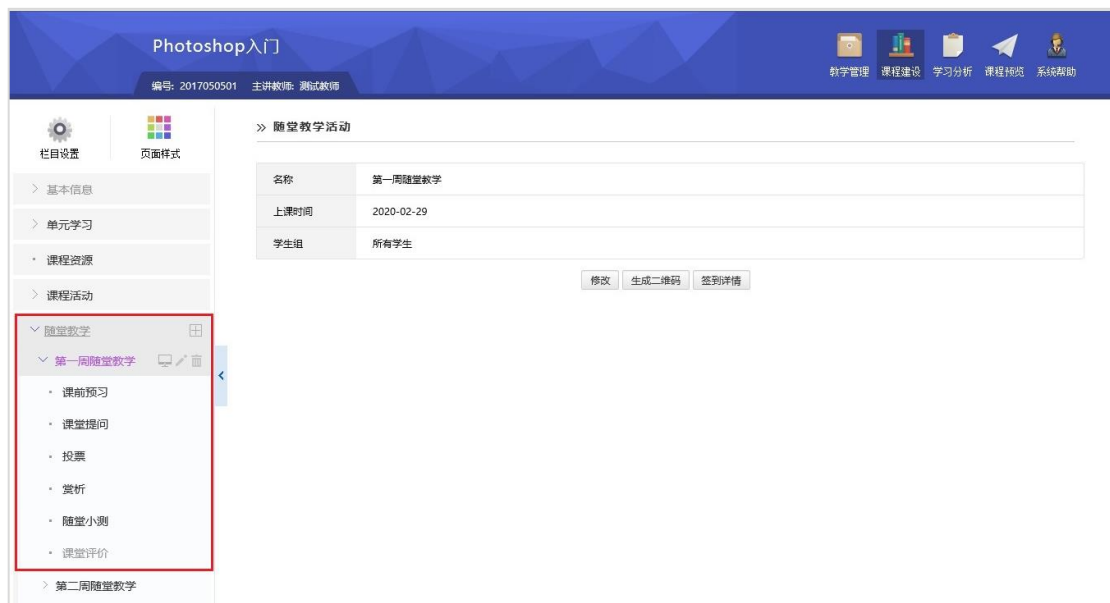 Photoshop入门
编号: 2017050501 主讲教师: 测试教师
教学管理 课程建设 学习分析 课程预览 系统帮助
栏目设置 页面样式
基本信息
单元学习
课程资源
课程活动
随堂教学
第一周随堂教学
课前预习
课堂提问
投票
赏析
随堂小测
课堂评价
第二周随堂教学
随堂教学活动
名称 第一周随堂教学
上课时间 2020-02-29
学生组 所有学生
修改 生成二维码 签到详情